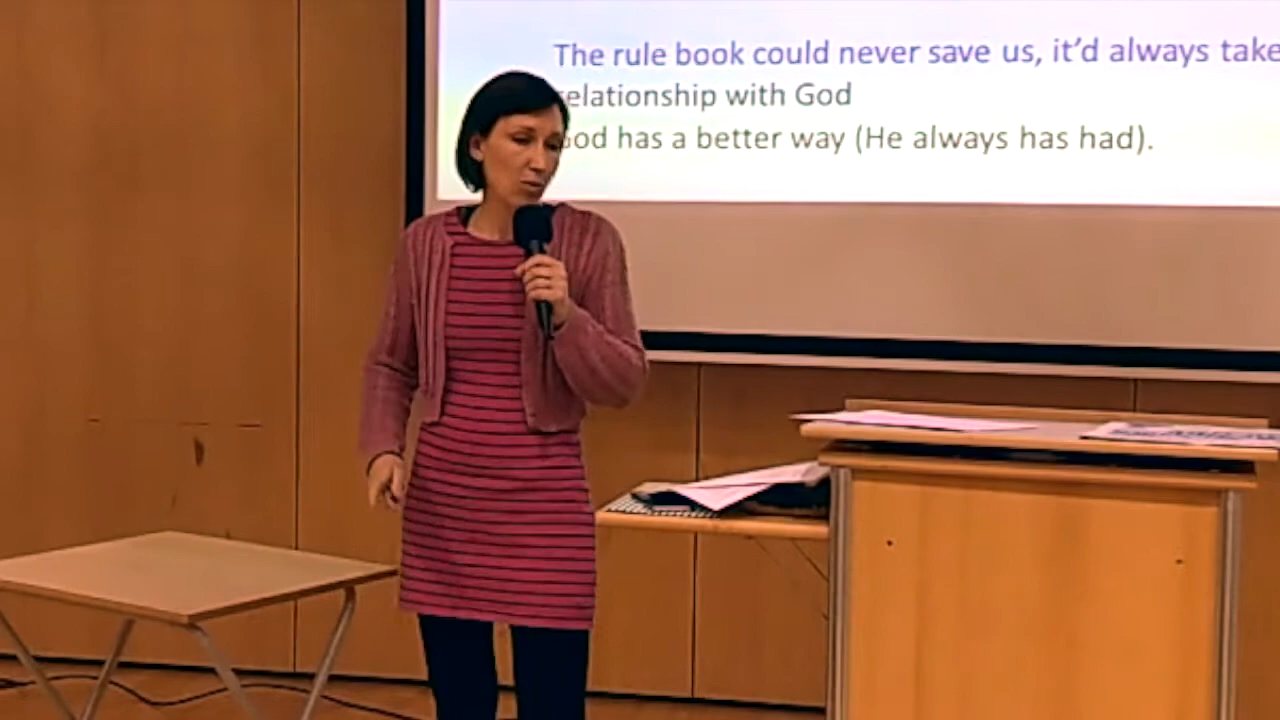 The rule book could never save us, it'd always take
relationship with God
God has a better way (He always has had).